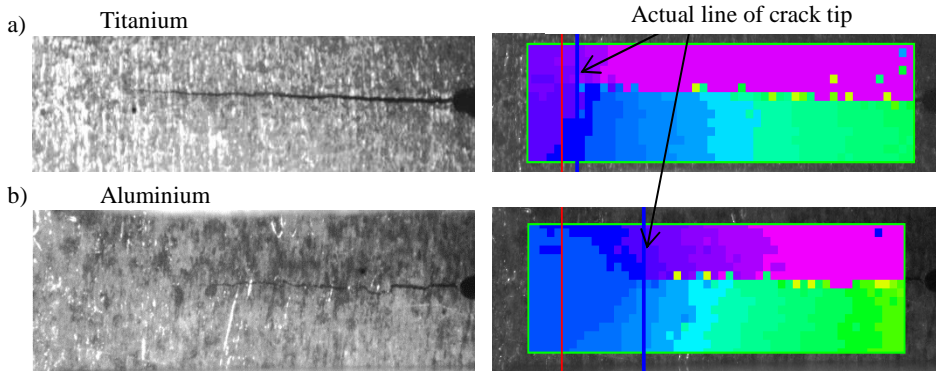 Titanium
Actual line of crack tip
a)
b)
Aluminium